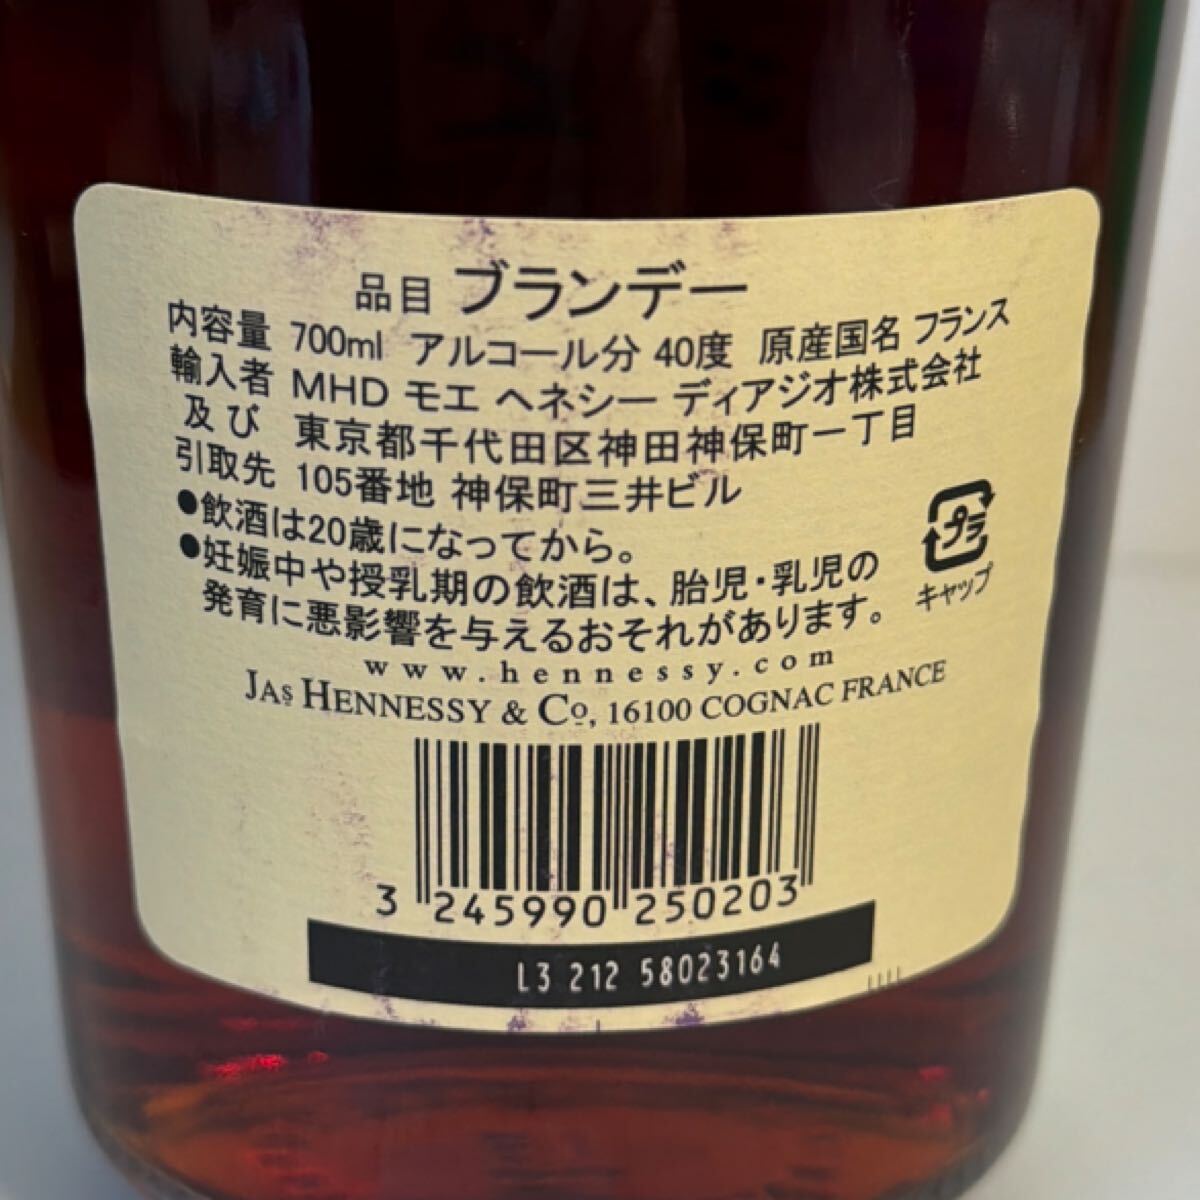 品目 ブランデー
内容量 700ml アルコール分 40度 原産国名 フランス
輸入者 MHD モエ ヘネシー ディアジオ株式会社
及び 東京都千代田区神田神保町一丁目
引取先 105番地 神保町三井ビル
●飲酒は20歳になってから。
●妊娠中や授乳期の飲酒は、胎児・乳児の
発育に悪影響を与えるおそれがあります。
プラ
キャップ
www.hennessy.com
JAS HENNESSY & Co, 16100 COGNAC FRANCE
3 245990 250203
L3 212 58023164